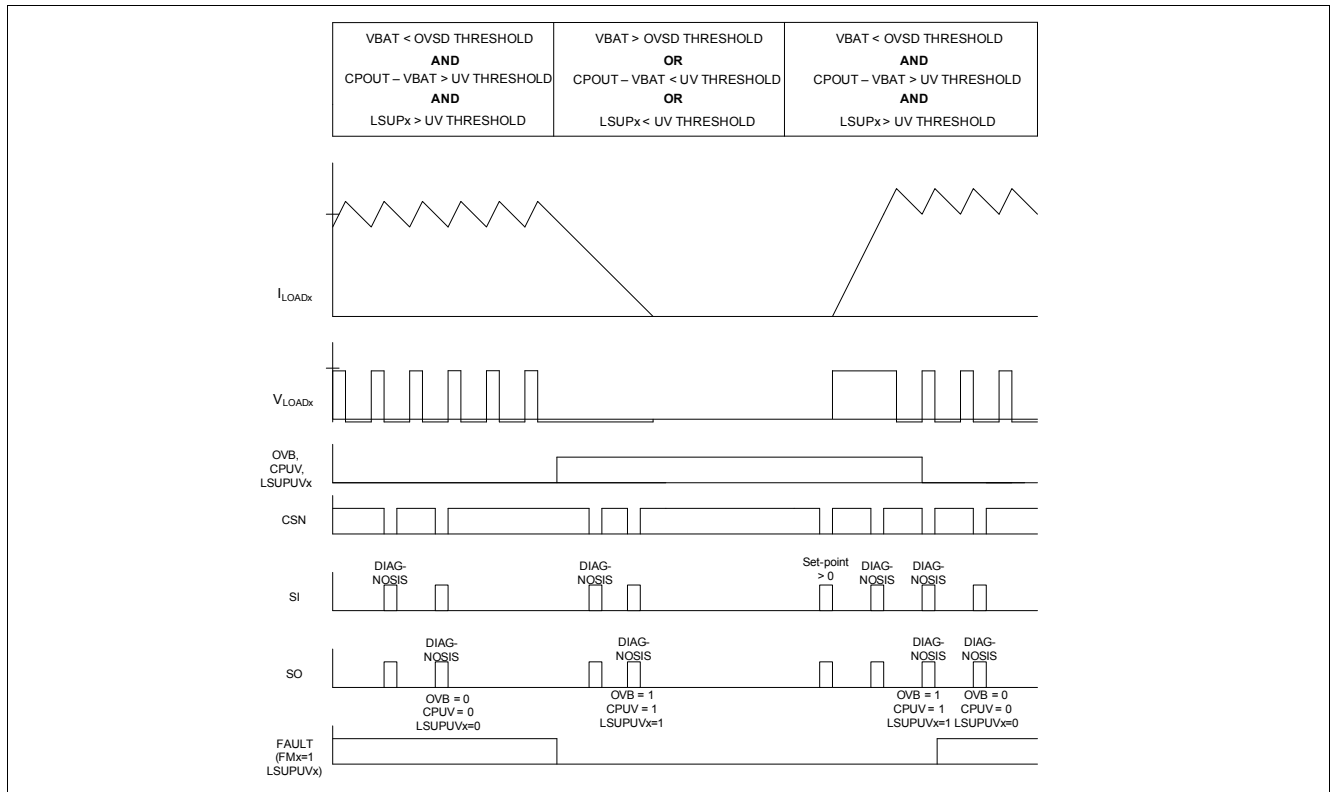 VBAT < OVSD THRESHOLD
AND
CPOUT – VBAT > UV THRESHOLD
AND
LSUPx > UV THRESHOLD
VBAT > OVSD THRESHOLD
OR
CPOUT – VBAT < UV THRESHOLD
OR
LSUPx < UV THRESHOLD
VBAT < OVSD THRESHOLD
AND
CPOUT – VBAT > UV THRESHOLD
AND
LSUPx > UV THRESHOLD
ILOADx
VLOADx
OVB,
CPUV,
LSUPUVx
CSN
SI
DIAG-
NOSIS
DIAG-
NOSIS
Set-point
> 0
DIAG-
NOSIS
DIAG-
NOSIS
SO
DIAG-
NOSIS
OVB = 0
CPUV = 0
LSUPUVx=0
DIAG-
NOSIS
OVB = 1
CPUV = 1
LSUPUVx=1
DIAG-
NOSIS
OVB = 1
CPUV = 1
LSUPUVx=1
DIAG-
NOSIS
OVB = 0
CPUV = 0
LSUPUVx=0
FAULT
(FMx=1
LSUPUVx)